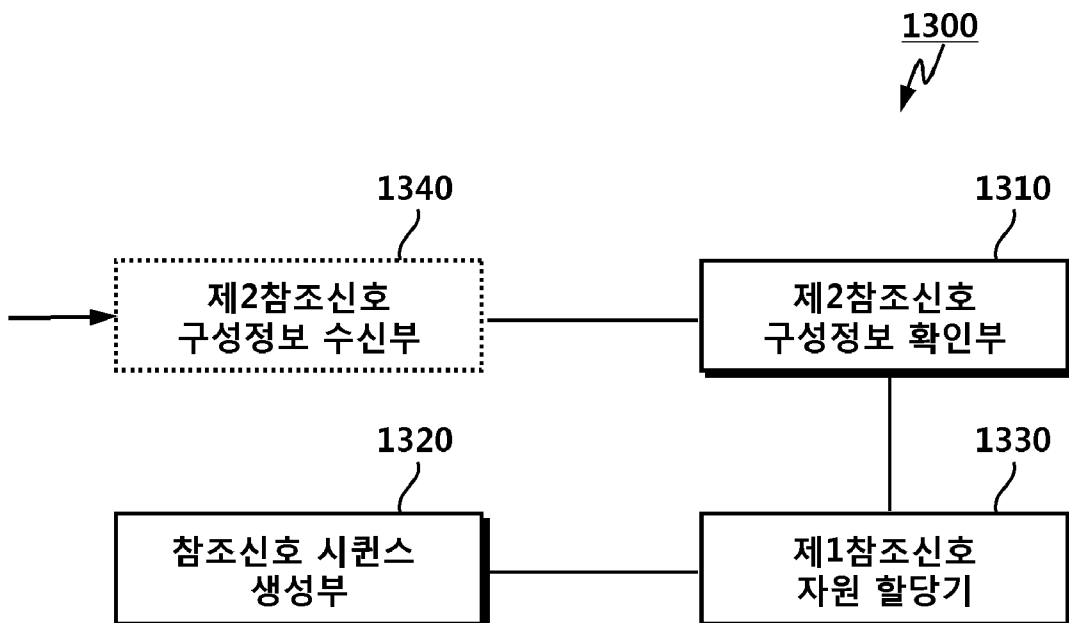 1300
1340
제2참조신호
구성정보 수신부
1310
제2참조신호
구성정보 확인부
1320
참조신호 시퀀스
생성부
1330
제1참조신호
자원 할당기